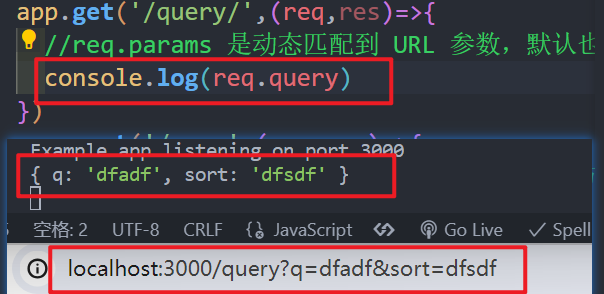 app.get('/query/',(req,res)=>{
//req.params 是动态匹配到 URL 参数，默认也
console.log(req.query)
})
Example app listening on port 3000
{ q: 'dfadf', sort: 'dfsdf' }
空格: 2 UTF-8 CRLF JavaScript Go Live Spell
localhost:3000/query?q=dfadf&sort=dfsdf